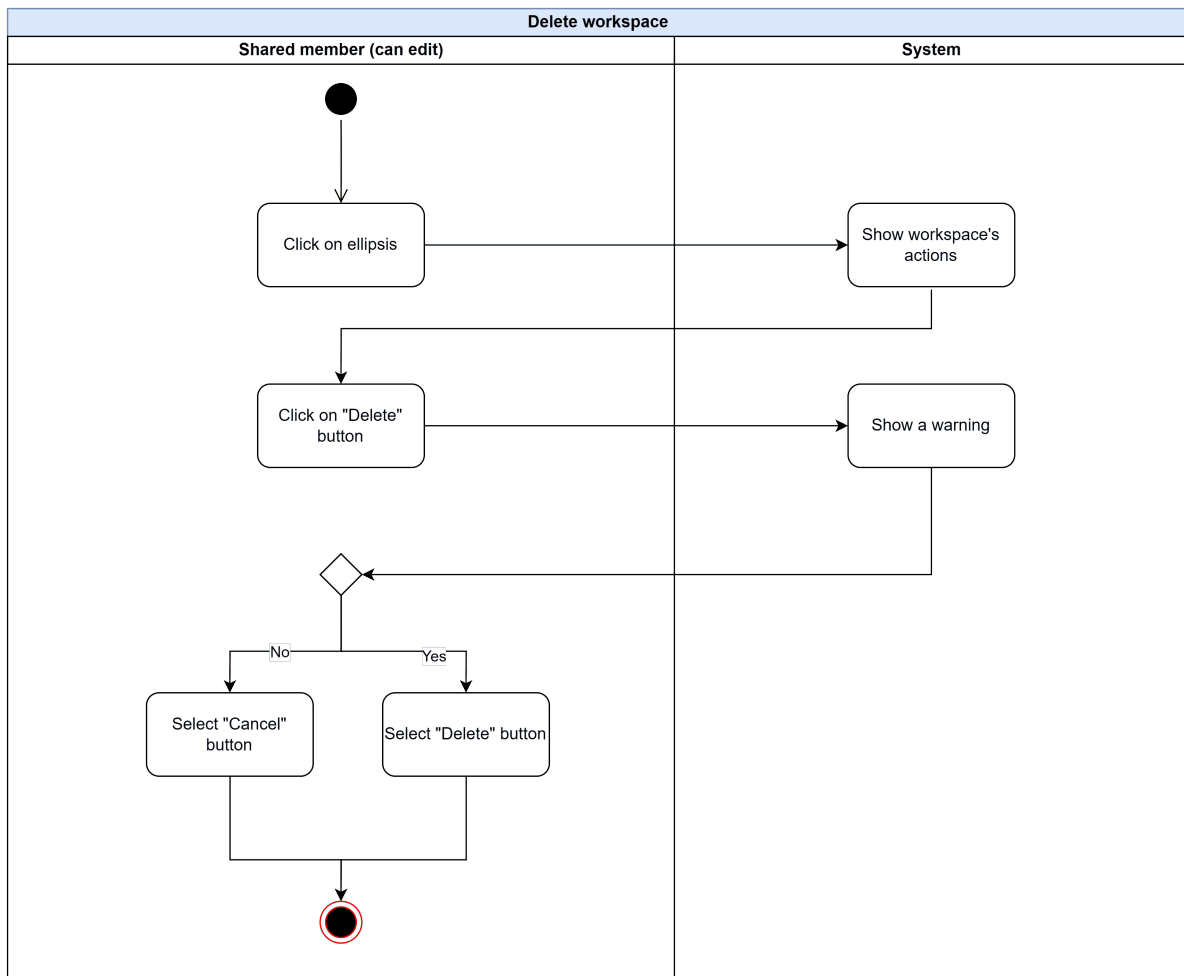 Delete workspace
Shared member (can edit)
System
Click on ellipsis
Show workspace's
actions
Click on "Delete"
button
Show a warning
No
Yes
Select "Cancel"
button
Select "Delete" button